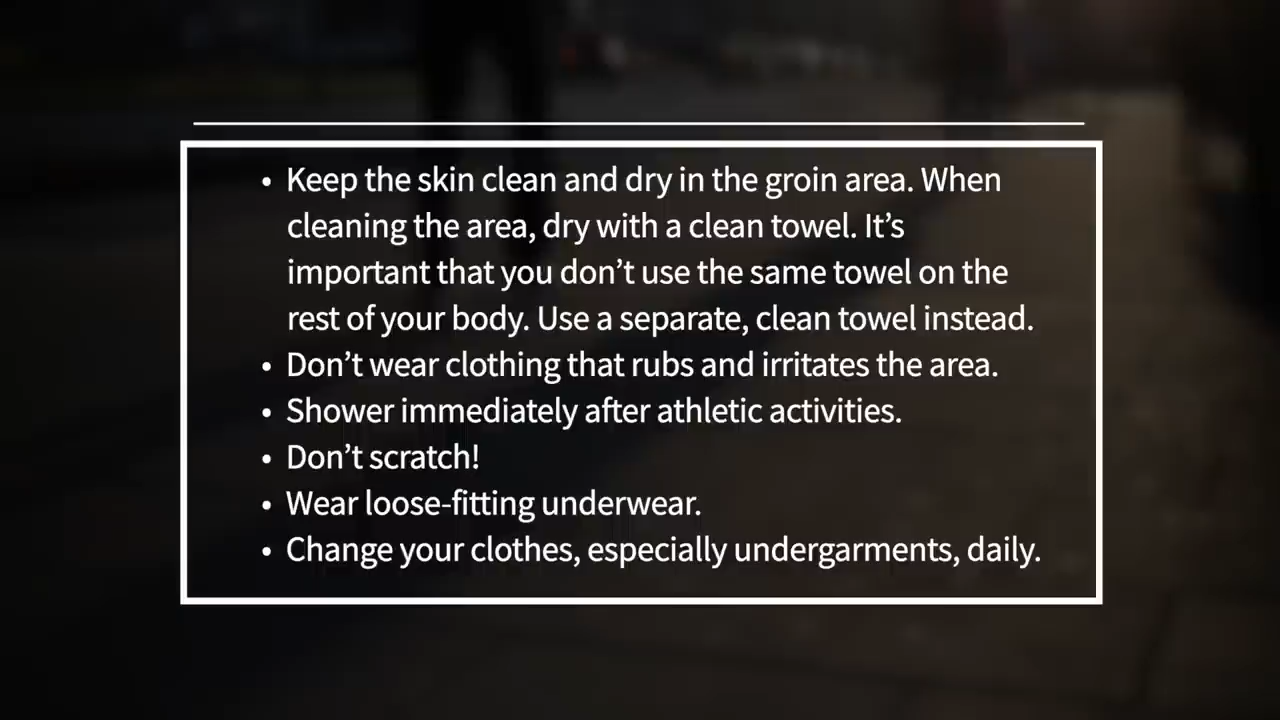 • Keep the skin clean and dry in the groin area. When
cleaning the area, dry with a clean towel. It’s
important that you don’t use the same towel on the
rest of your body. Use a separate, clean towel instead.
• Don’t wear clothing that rubs and irritates the area.
• Shower immediately after athletic activities.
• Don’t scratch!
• Wear loose-fitting underwear.
• Change your clothes, especially undergarments, daily.